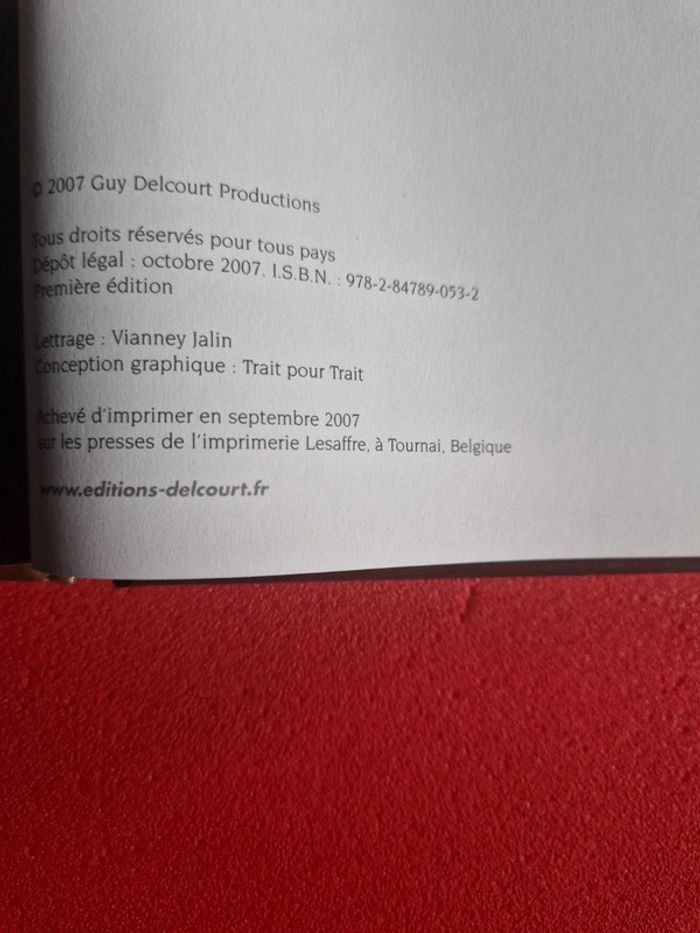 © 2007 Guy Delcourt Productions
Tous droits réservés pour tous pays
Dépôt légal : octobre 2007. I.S.B.N. : 978-2-84789-053-2
Première édition
Lettrage : Vianney Jalin
Conception graphique : Trait pour Trait
Achevé d'imprimer en septembre 2007
sur les presses de l'imprimerie Lesaffre, à Tournai, Belgique
www.editions-delcourt.fr